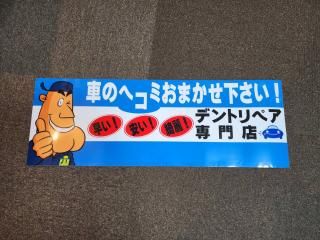 車のヘコミおまかせ下さい！
早い！ 安い！ 綺麗！
デントリペア
専門店